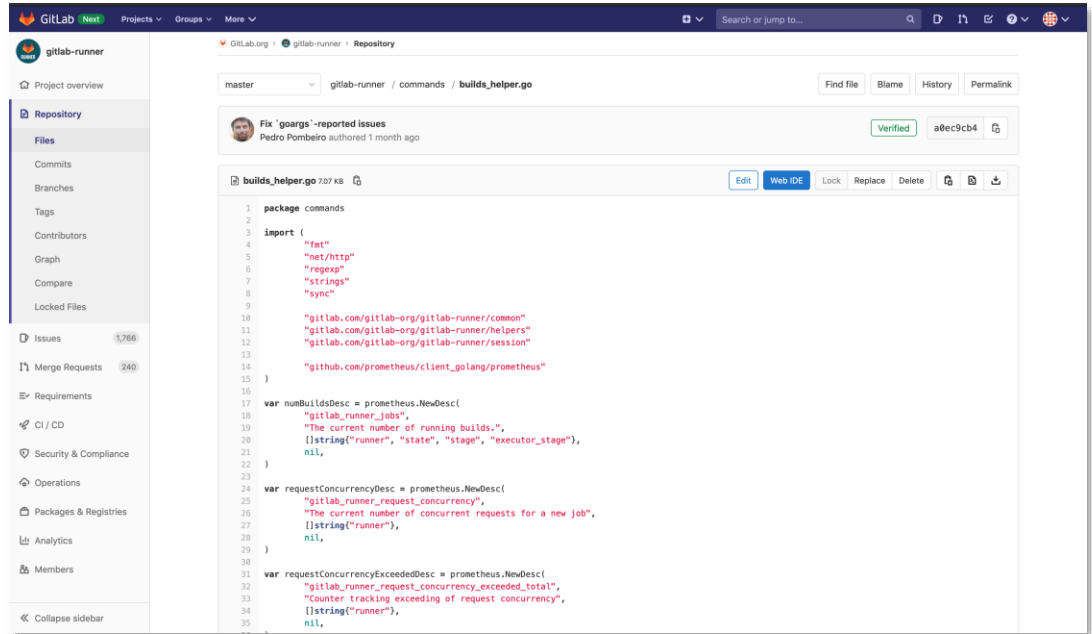 GitLab Next Projects Groups More Search or jump to...
gitlab-runner
Project overview
Repository
Files
Commits
Branches
Tags
Contributors
Graph
Compare
Locked Files
Issues 1,766
Merge Requests 240
Requirements
CI / CD
Security & Compliance
Operations
Packages & Registries
Analytics
Members
Collapse sidebar
GitLab.org › gitlab-runner › Repository
master gitlab-runner / commands / builds_helper.go Find file Blame History Permalink
Fix `goargs`-reported issues
Pedro Pombeiro authored 1 month ago
Verified a0ec9cb4
builds_helper.go 7.07 KB Edit Web IDE Lock Replace Delete
1 package commands
2
3 import (
4 "fmt"
5 "net/http"
6 "regexp"
7 "strings"
8 "sync"
9
10 "gitlab.com/gitlab-org/gitlab-runner/common"
11 "gitlab.com/gitlab-org/gitlab-runner/helpers"
12 "gitlab.com/gitlab-org/gitlab-runner/session"
13
14 "github.com/prometheus/client_golang/prometheus"
15 )
16
17 var numBuildsDesc = prometheus.NewDesc(
18 "gitlab_runner_jobs",
19 "The current number of running builds.",
20 []string{"runner", "state", "stage", "executor_stage"},
21 nil,
22 )
23
24 var requestConcurrencyDesc = prometheus.NewDesc(
25 "gitlab_runner_request_concurrency",
26 "The current number of concurrent requests for a new job",
27 []string{"runner"},
28 nil,
29 )
30
31 var requestConcurrencyExceededDesc = prometheus.NewDesc(
32 "gitlab_runner_request_concurrency_exceeded_total",
33 "Counter tracking exceeding of request concurrency",
34 []string{"runner"},
35 nil,